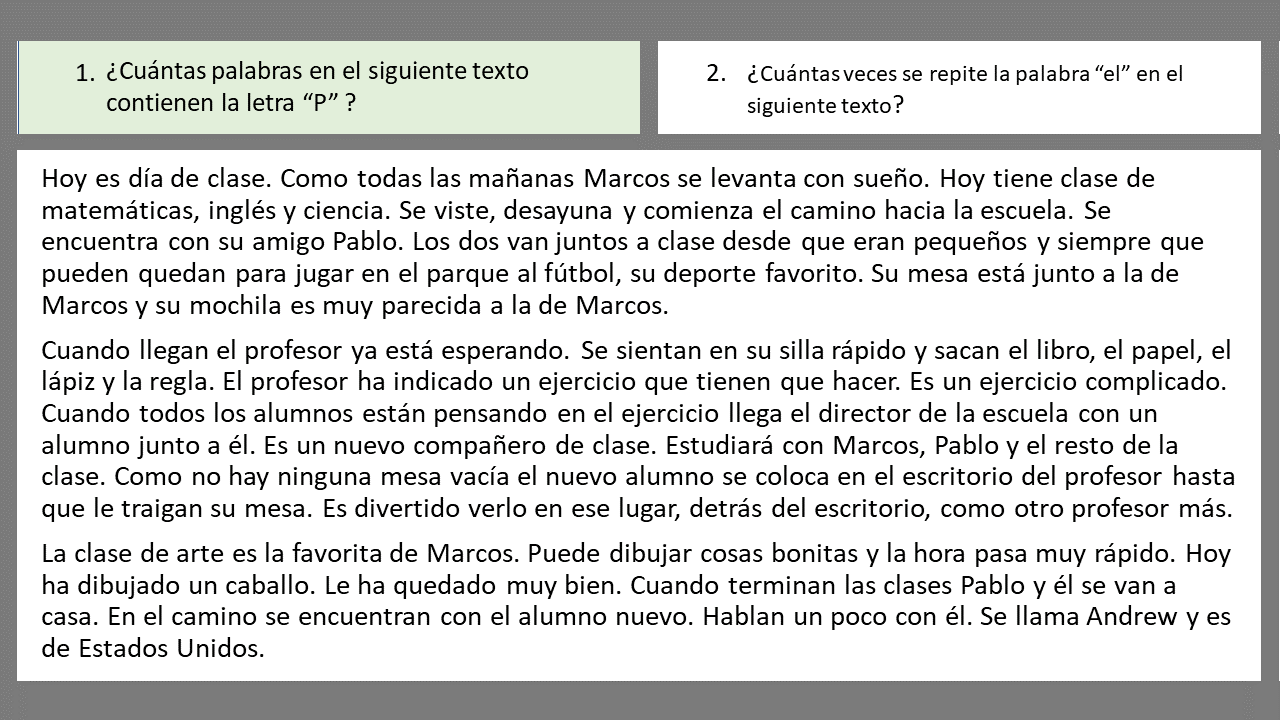 1. ¿Cuántas palabras en el siguiente texto
contienen la letra “P” ?
2. ¿Cuántas veces se repite la palabra “el” en el
siguiente texto?
Hoy es día de clase. Como todas las mañanas Marcos se levanta con sueño. Hoy tiene clase de
matemáticas, inglés y ciencia. Se viste, desayuna y comienza el camino hacia la escuela. Se
encuentra con su amigo Pablo. Los dos van juntos a clase desde que eran pequeños y siempre que
pueden quedan para jugar en el parque al fútbol, su deporte favorito. Su mesa está junto a la de
Marcos y su mochila es muy parecida a la de Marcos.
Cuando llegan el profesor ya está esperando. Se sientan en su silla rápido y sacan el libro, el papel, el
lápiz y la regla. El profesor ha indicado un ejercicio que tienen que hacer. Es un ejercicio complicado.
Cuando todos los alumnos están pensando en el ejercicio llega el director de la escuela con un
alumno junto a él. Es un nuevo compañero de clase. Estudiará con Marcos, Pablo y el resto de la
clase. Como no hay ninguna mesa vacía el nuevo alumno se coloca en el escritorio del profesor hasta
que le traigan su mesa. Es divertido verlo en ese lugar, detrás del escritorio, como otro profesor más.
La clase de arte es la favorita de Marcos. Puede dibujar cosas bonitas y la hora pasa muy rápido. Hoy
ha dibujado un caballo. Le ha quedado muy bien. Cuando terminan las clases Pablo y él se van a
casa. En el camino se encuentran con el alumno nuevo. Hablan un poco con él. Se llama Andrew y es
de Estados Unidos.